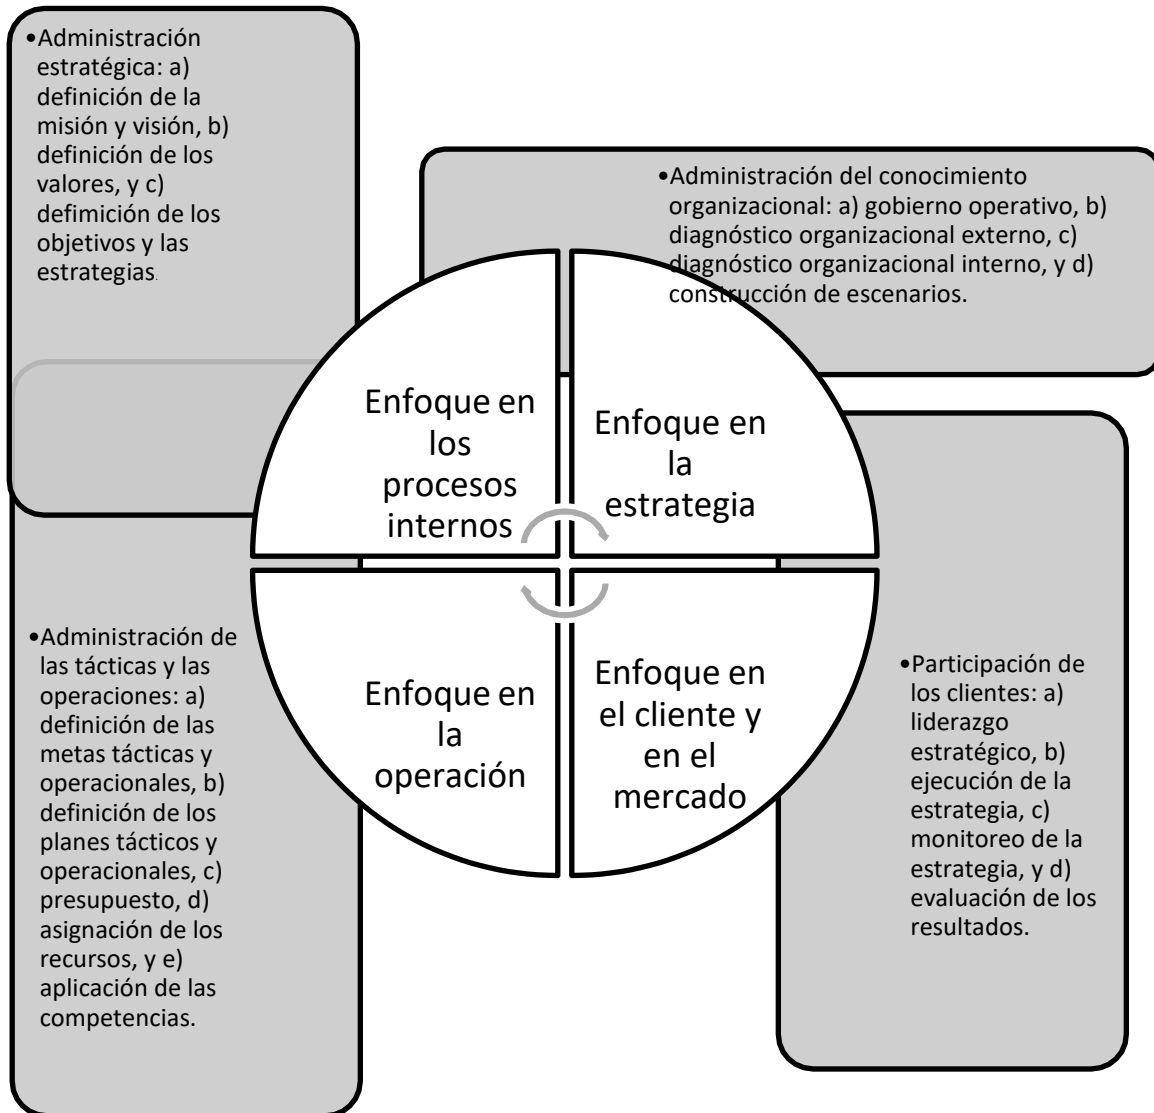 •Administración
estratégica: a)
definición de la
misión y visión, b)
definición de los
valores, y c)
defimición de los
objetivos y las
estrategias.
•Administración del conocimiento
organizacional: a) gobierno operativo, b)
diagnóstico organizacional externo, c)
diagnóstico organizacional interno, y d)
construcción de escenarios.
Enfoque en
los
procesos
internos
Enfoque en
la
estrategia
Enfoque en
la
operación
Enfoque en
el cliente y
en el
mercado
•Administración de
las tácticas y las
operaciones: a)
definición de las
metas tácticas y
operacionales, b)
definición de los
planes tácticos y
operacionales, c)
presupuesto, d)
asignación de los
recursos, y e)
aplicación de las
competencias.
•Participación de
los clientes: a)
liderazgo
estratégico, b)
ejecución de la
estrategia, c)
monitoreo de la
estrategia, y d)
evaluación de los
resultados.